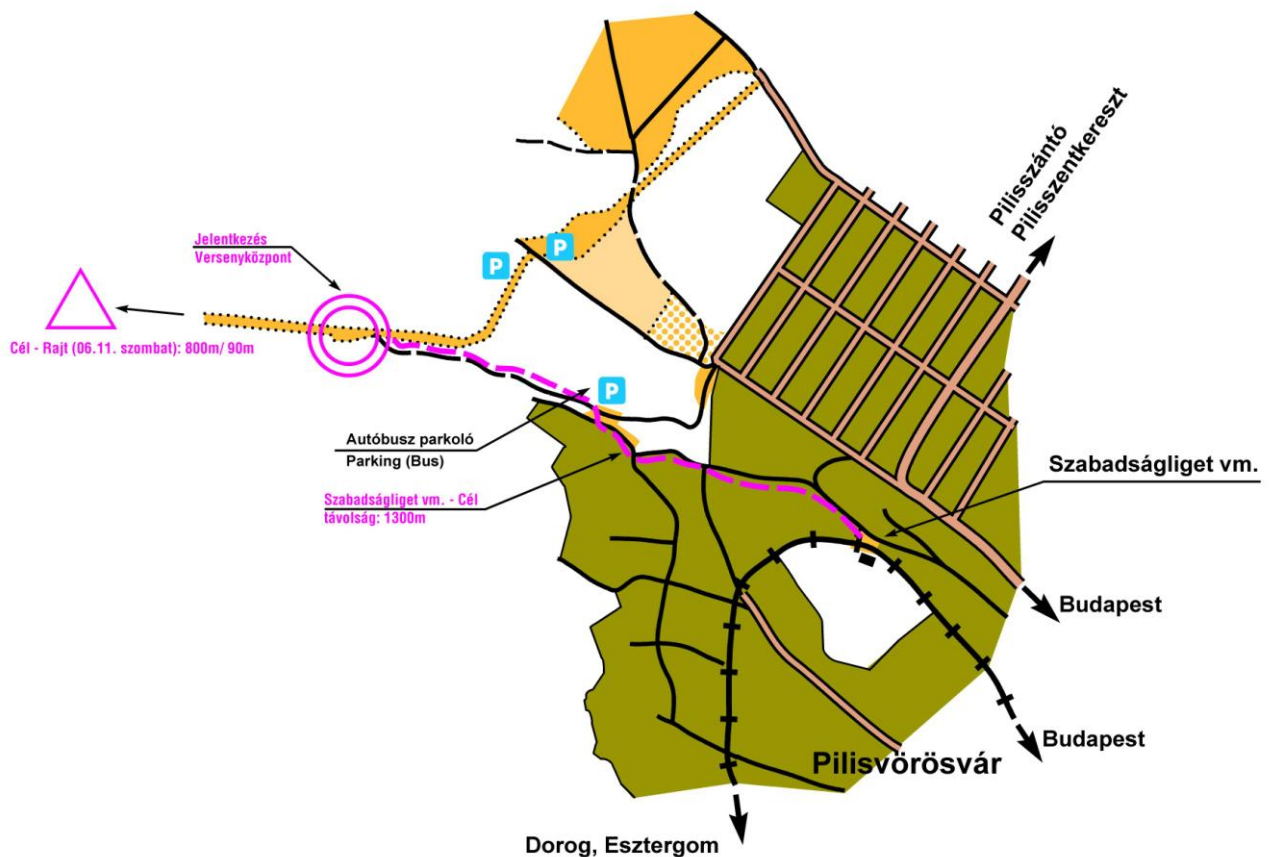 Pilisszántó
Pilisszentkereszt
Jelentkezés
Versenyközpont
P
P
Cél - Rajt (06.11. szombat): 800m/ 90m
P
Autóbusz parkoló
Parking (Bus)
Szabadságliget vm.
Szabadságliget vm. - Cél
távolság: 1300m
Budapest
Budapest
Pilisvörösvár
Dorog, Esztergom